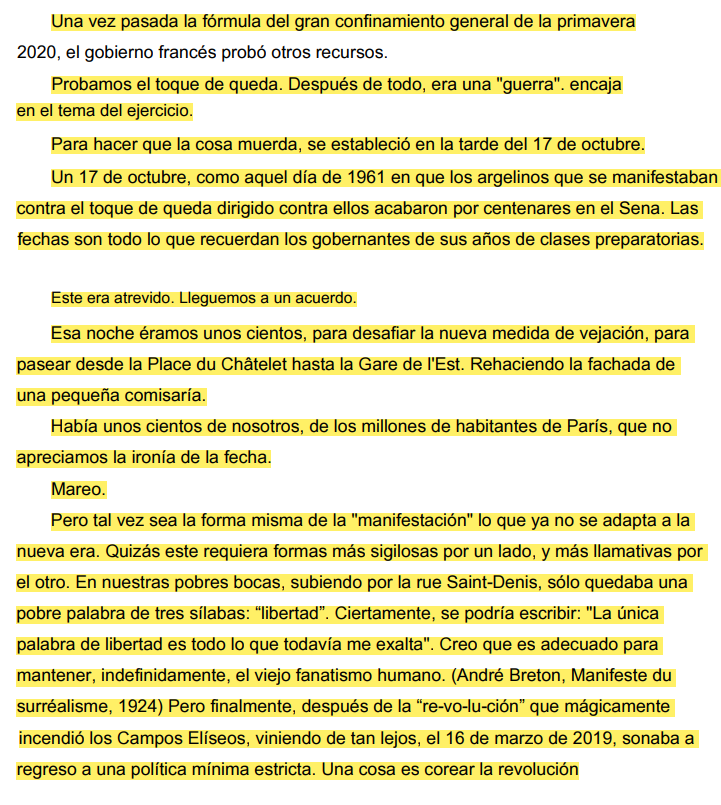 Una vez pasada la fórmula del gran confinamiento general de la primavera
2020, el gobierno francés probó otros recursos.
Probamos el toque de queda. Después de todo, era una "guerra". encaja
en el tema del ejercicio.
Para hacer que la cosa muerda, se estableció en la tarde del 17 de octubre.
Un 17 de octubre, como aquel día de 1961 en que los argelinos que se manifestaban
contra el toque de queda dirigido contra ellos acabaron por centenares en el Sena. Las
fechas son todo lo que recuerdan los gobernantes de sus años de clases preparatorias.
Este era atrevido. Lleguemos a un acuerdo.
Esa noche éramos unos cientos, para desafiar la nueva medida de vejación, para
pasear desde la Place du Châtelet hasta la Gare de l'Est. Rehaciendo la fachada de
una pequeña comisaría.
Había unos cientos de nosotros, de los millones de habitantes de París, que no
apreciamos la ironía de la fecha.
Mareo.
Pero tal vez sea la forma misma de la "manifestación" lo que ya no se adapta a la
nueva era. Quizás este requiera formas más sigilosas por un lado, y más llamativas por
el otro. En nuestras pobres bocas, subiendo por la rue Saint-Denis, sólo quedaba una
pobre palabra de tres sílabas: “libertad”. Ciertamente, se podría escribir: "La única
palabra de libertad es todo lo que todavía me exalta". Creo que es adecuado para
mantener, indefinidamente, el viejo fanatismo humano. (André Breton, Manifeste du
surréalisme, 1924) Pero finalmente, después de la “re-vo-lu-ción” que mágicamente
incendió los Campos Elíseos, viniendo de tan lejos, el 16 de marzo de 2019, sonaba a
regreso a una política mínima estricta. Una cosa es corear la revolución